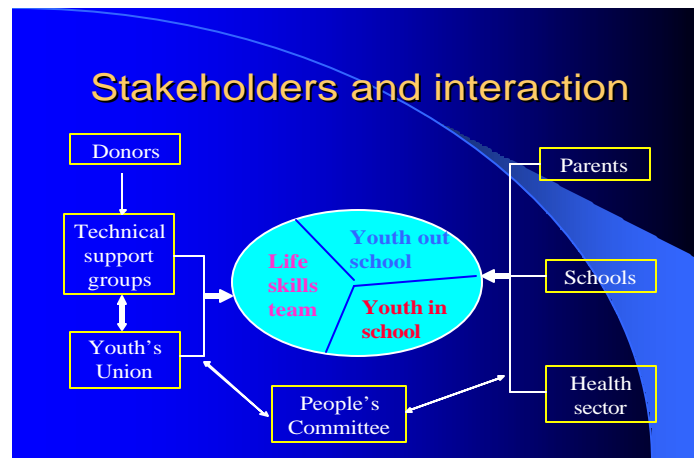 Stakeholders and interaction
Donors
Parents
Technical
support
groups
Youth out
school
Life
skills
team
Schools
Youth in
school
Youth's
Union
People's
Committee
Health
sector